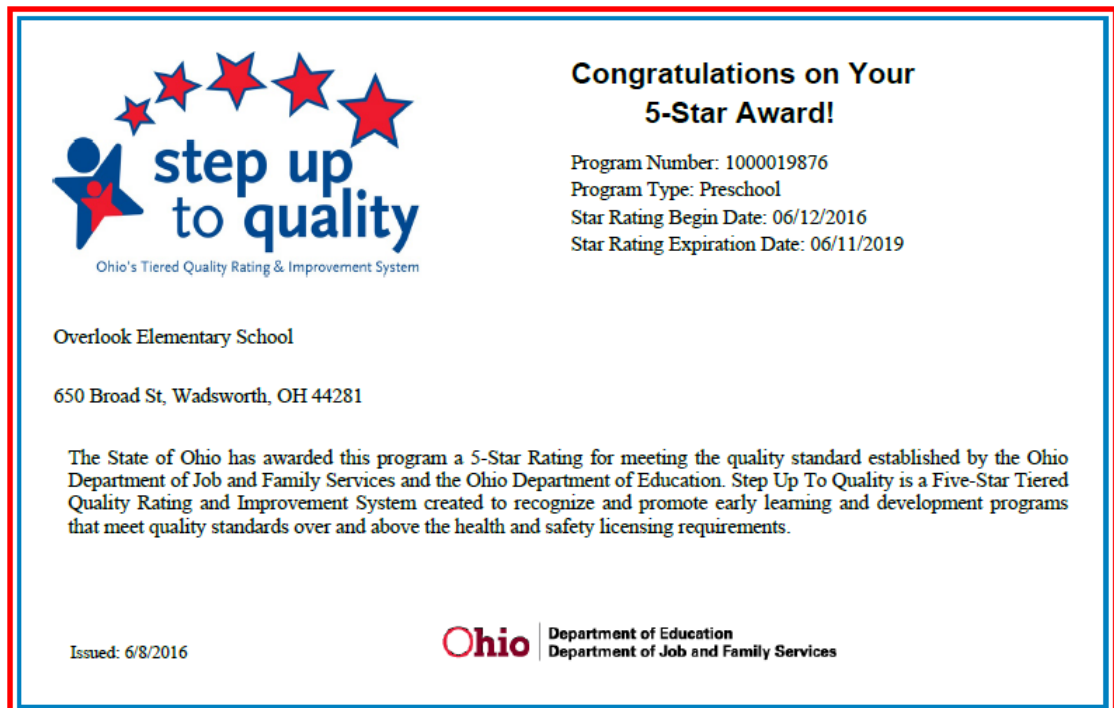 step up
to quality
Ohio's Tiered Quality Rating & Improvement System
Congratulations on Your
5-Star Award!
Program Number: 1000019876
Program Type: Preschool
Star Rating Begin Date: 06/12/2016
Star Rating Expiration Date: 06/11/2019
Overlook Elementary School
650 Broad St, Wadsworth, OH 44281
The State of Ohio has awarded this program a 5-Star Rating for meeting the quality standard established by the Ohio
Department of Job and Family Services and the Ohio Department of Education. Step Up To Quality is a Five-Star Tiered
Quality Rating and Improvement System created to recognize and promote early learning and development programs
that meet quality standards over and above the health and safety licensing requirements.
Issued: 6/8/2016
Ohio
Department of Education
Department of Job and Family Services